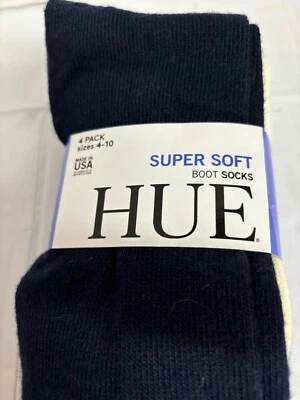 4 PACK
sizes 4-10
MADE IN
USA
SUPER SOFT
BOOT SOCKS
HUE®